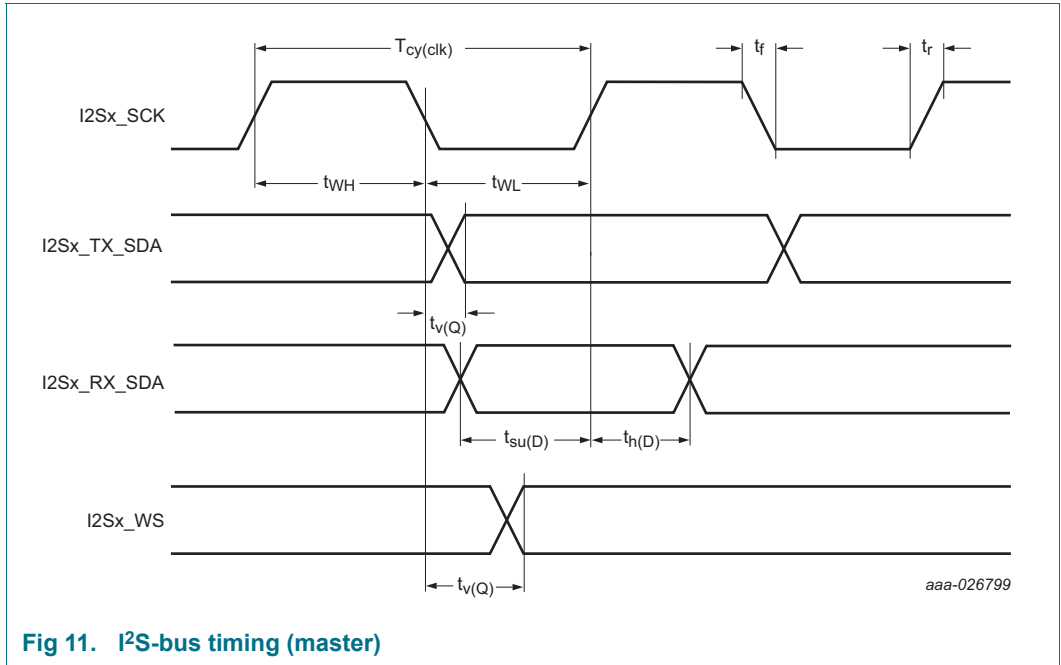 Tcy(clk)
tf
tr
I2Sx_SCK
tWH
tWL
I2Sx_TX_SDA
tv(Q)
I2Sx_RX_SDA
tsu(D)
th(D)
I2Sx_WS
tv(Q)
aaa-026799
Fig 11. I²S-bus timing (master)